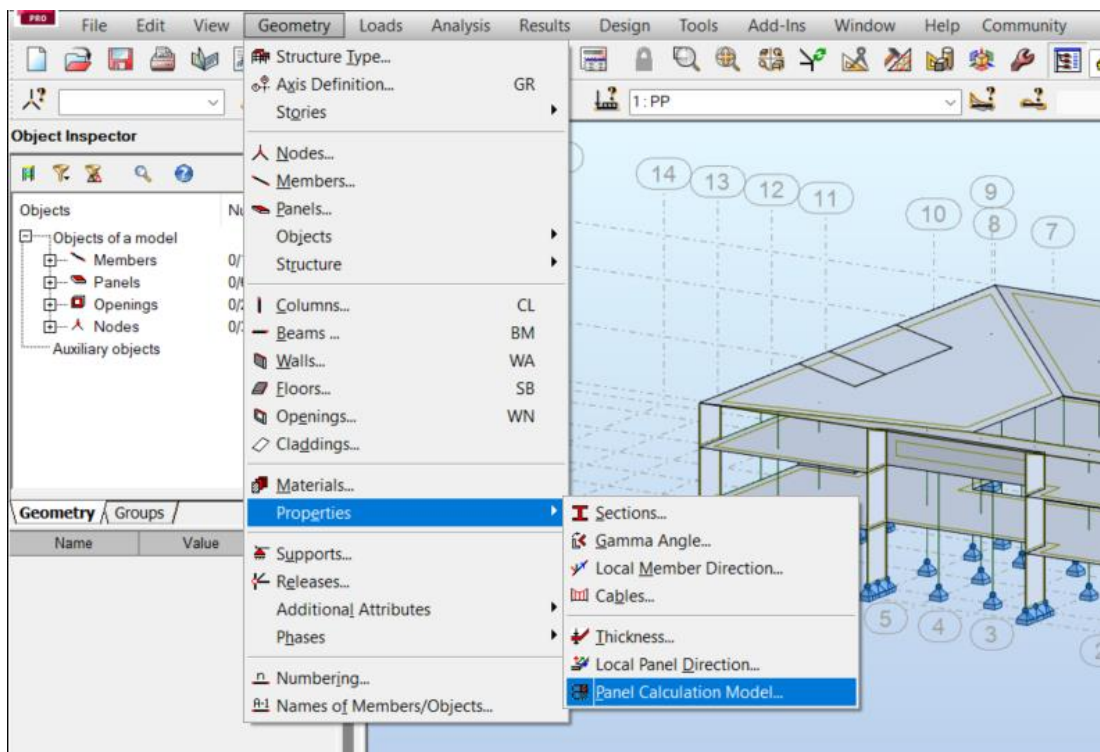 PRO
File Edit View Geometry Loads Analysis Results Design Tools Add-Ins Window Help Community
1: PP
Object Inspector
Objects
Objects of a model
Members 0/
Panels
Openings
Nodes
Auxiliary objects
Geometry Groups
Name Value
Structure Type...
Axis Definition... GR
Stories
Nodes...
Members...
Panels...
Objects
Structure
Columns... CL
Beams ... BM
Walls... WA
Floors... SB
Openings... WN
Claddings...
Materials...
Properties
Supports...
Releases...
Additional Attributes
Phases
Numbering...
Names of Members/Objects...
Sections...
Gamma Angle...
Local Member Direction...
Cables...
Thickness...
Local Panel Direction...
Panel Calculation Model...
14
13
12
11
10
9
8
7
5
4
3